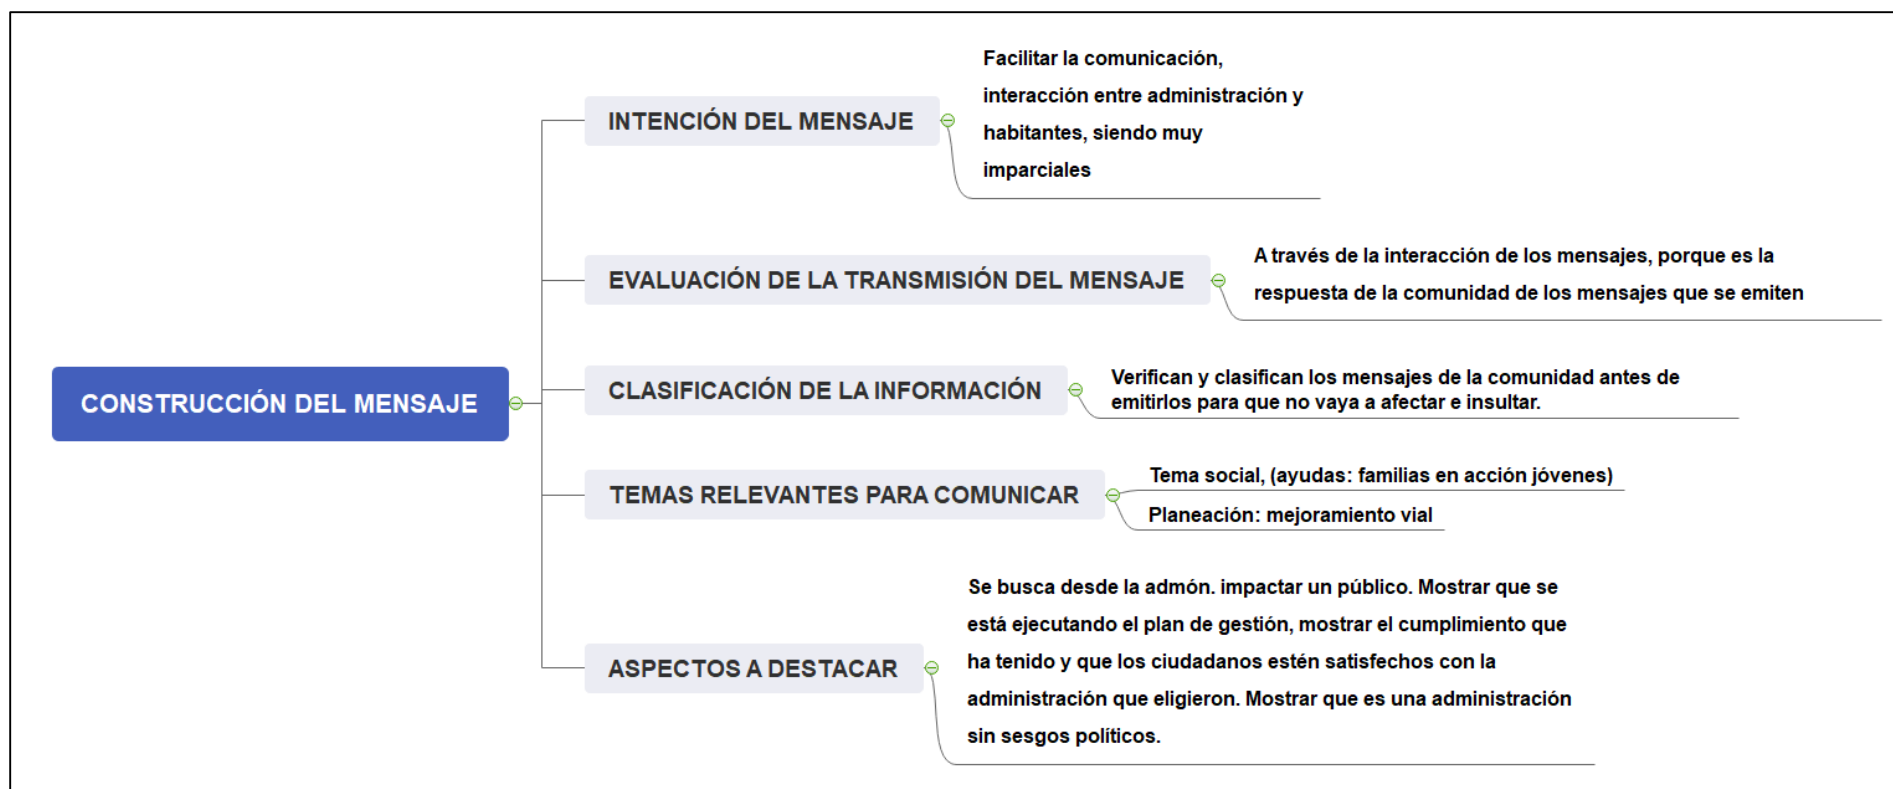 CONSTRUCCIÓN DEL MENSAJE
INTENCIÓN DEL MENSAJE
Facilitar la comunicación,
interacción entre administración y
habitantes, siendo muy
imparciales
EVALUACIÓN DE LA TRANSMISIÓN DEL MENSAJE
A través de la interacción de los mensajes, porque es la
respuesta de la comunidad de los mensajes que se emiten
CLASIFICACIÓN DE LA INFORMACIÓN
Verifican y clasifican los mensajes de la comunidad antes de
emitirlos para que no vaya a afectar e insultar.
TEMAS RELEVANTES PARA COMUNICAR
Tema social, (ayudas: familias en acción jóvenes)
Planeación: mejoramiento vial
ASPECTOS A DESTACAR
Se busca desde la admón. impactar un público. Mostrar que se
está ejecutando el plan de gestión, mostrar el cumplimiento que
ha tenido y que los ciudadanos estén satisfechos con la
administración que eligieron. Mostrar que es una administración
sin sesgos políticos.